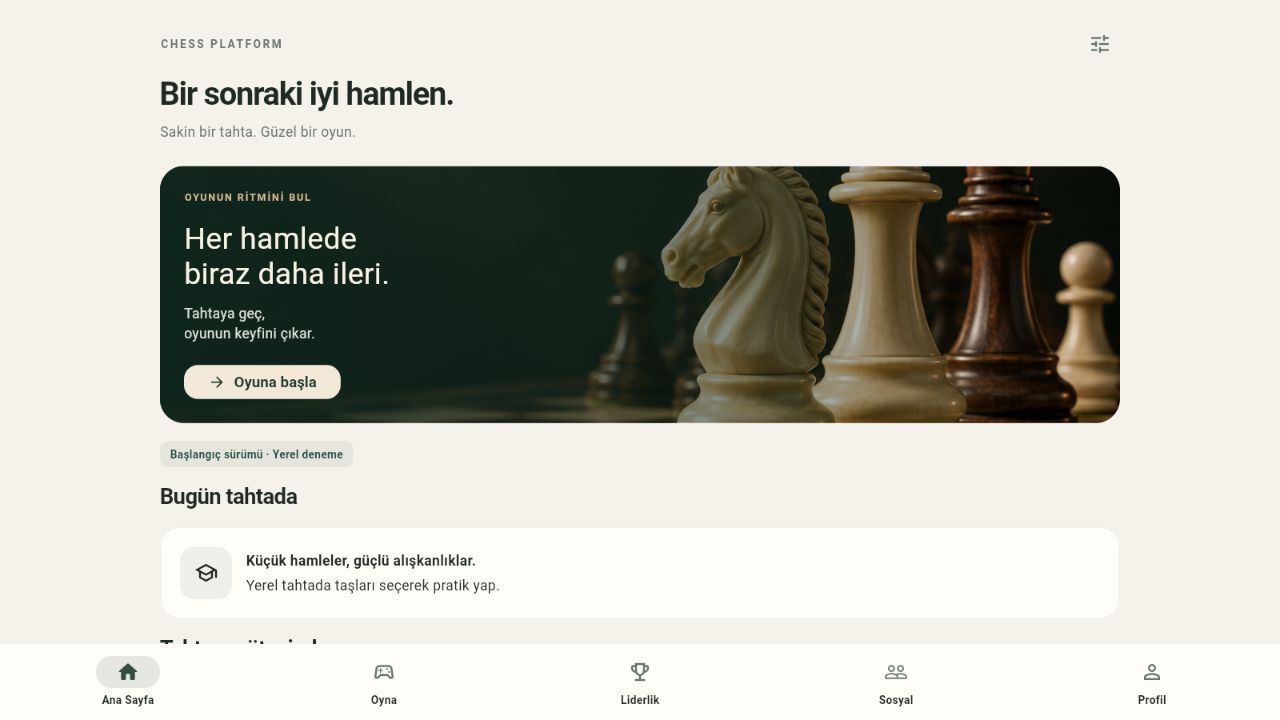 CHESS PLATFORM
Bir sonraki iyi hamlen.
Sakin bir tahta. Güzel bir oyun.
OYUNUN RİTMİNİ BUL
Her hamlede
biraz daha ileri.
Tahtaya geç,
oyunun keyfini çıkar.
Oyuna başla
Başlangıç sürümü · Yerel deneme
Bugün tahtada
Küçük hamleler, güçlü alışkanlıklar.
Yerel tahtada taşları seçerek pratik yap.
Ana Sayfa
Oyna
Liderlik
Sosyal
Profil